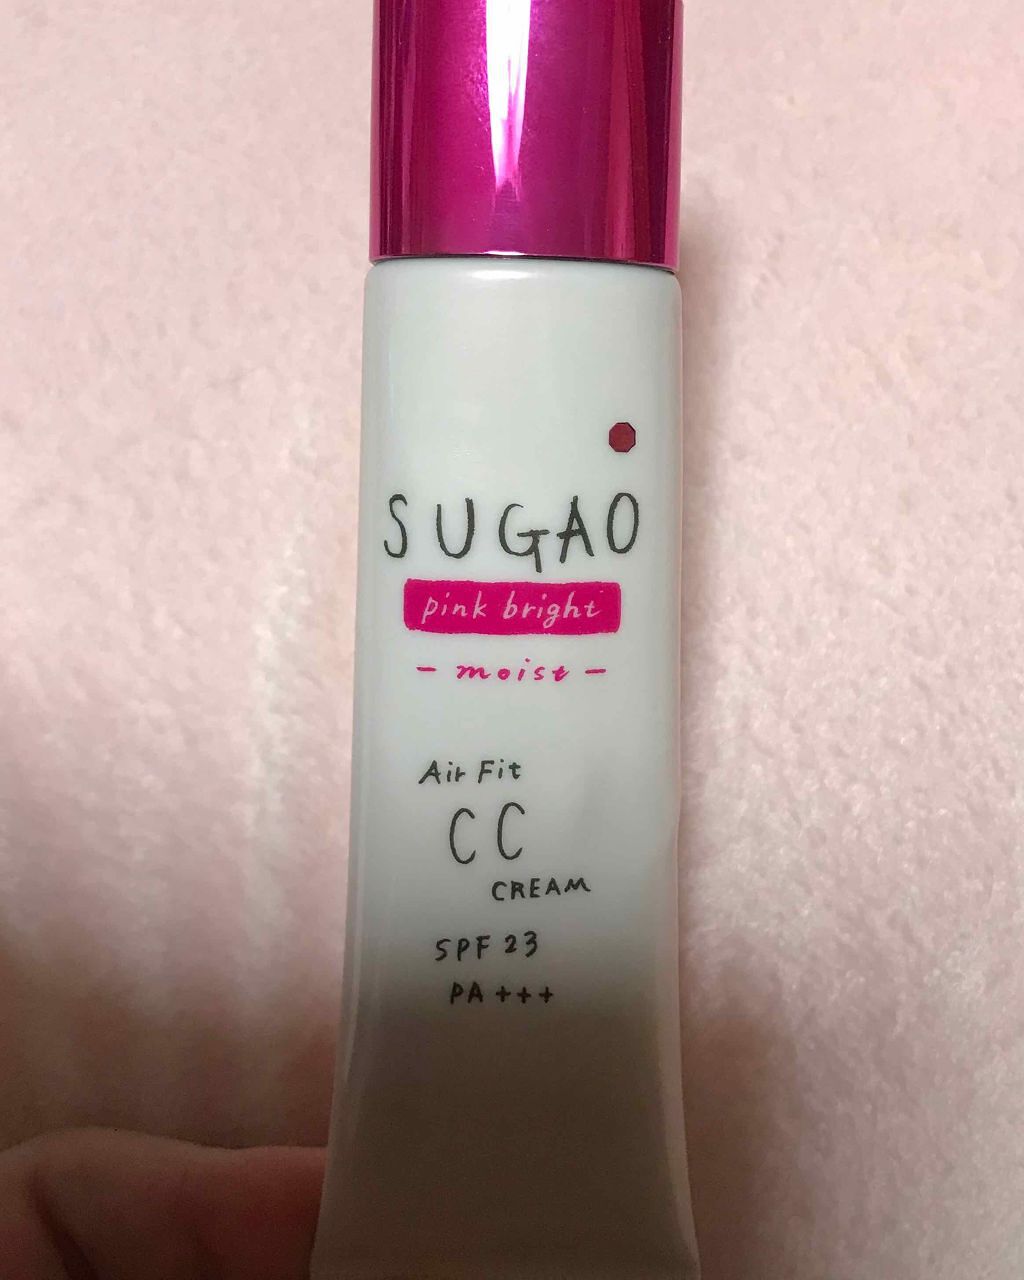 SUGAO
pink bright
- moist -
Air Fit
CC
CREAM
SPF 23
PA +++